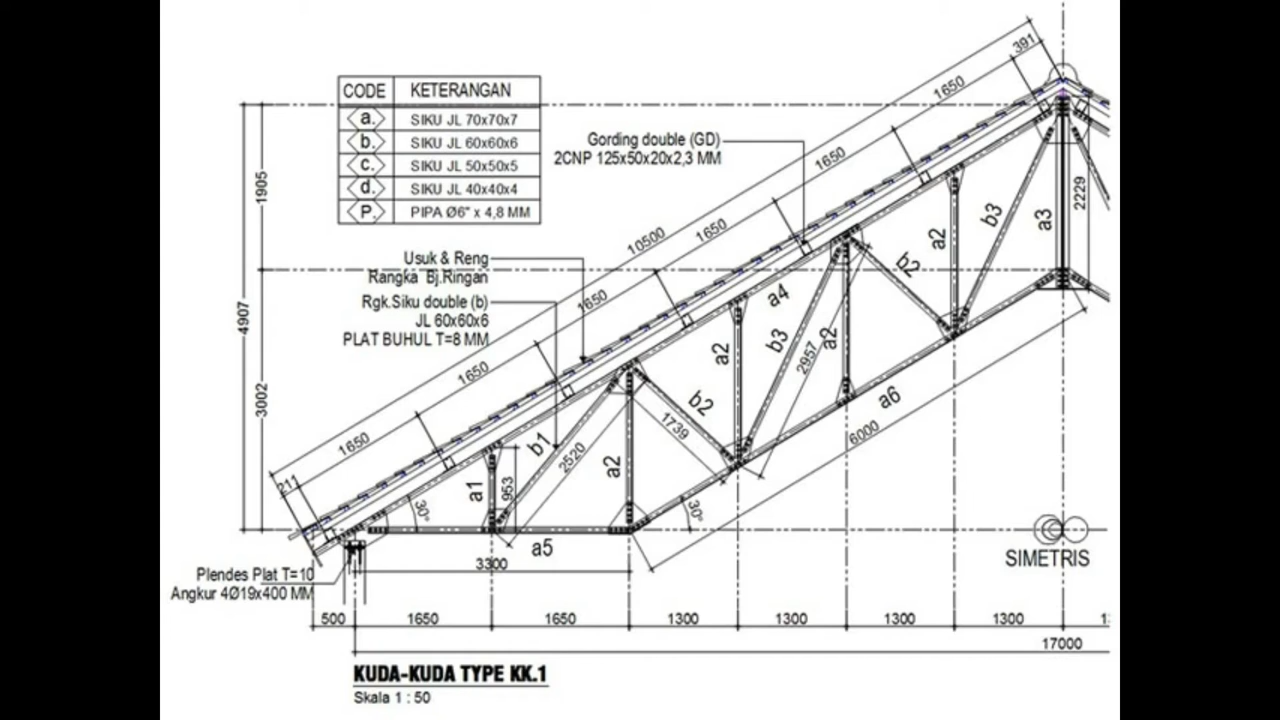 CODE KETERANGAN
a. SIKU JL 70x70x7
b. SIKU JL 60x60x6
c. SIKU JL 50x50x5
d. SIKU JL 40x40x4
P. PIPA Ø6" x 4,8 MM
391
1650
Gording double (GD)
2CNP 125x50x20x2,3 MM
1650
1905
2229
b3
a3
a2
1650
10500
b2
Usuk & Reng
Rangka Bj.Ringan
Rgk.Siku double (b)
JL 60x60x6
PLAT BUHUL T=8 MM
1650
a4
4907
b3
a2
2957
a2
1650
3002
b2
a6
1739
6000
1650
b1
2520
a2
211
a1
953
30°
30°
a5
SIMETRIS
3300
Plendes Plat T=10
Angkur 4Ø19x400 MM
500 1650 1650 1300 1300 1300 1300
17000
KUDA-KUDA TYPE KK.1
Skala 1 : 50